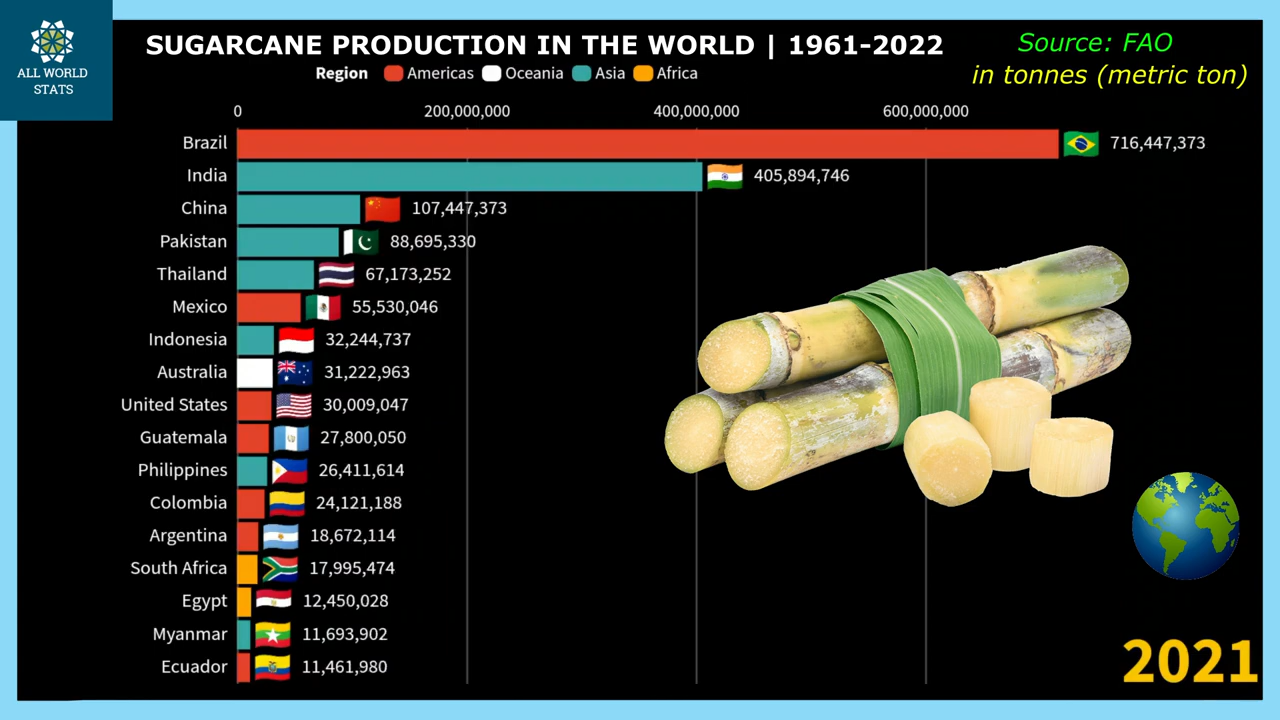 ALL WORLD
STATS
SUGARCANE PRODUCTION IN THE WORLD | 1961-2022
Source: FAO
in tonnes (metric ton)
Region Americas Oceania Asia Africa
0 200,000,000 400,000,000 600,000,000
Brazil 716,447,373
India 405,894,746
China 107,447,373
Pakistan 88,695,330
Thailand 67,173,252
Mexico 55,530,046
Indonesia 32,244,737
Australia 31,222,963
United States 30,009,047
Guatemala 27,800,050
Philippines 26,411,614
Colombia 24,121,188
Argentina 18,672,114
South Africa 17,995,474
Egypt 12,450,028
Myanmar 11,693,902
Ecuador 11,461,980
2021